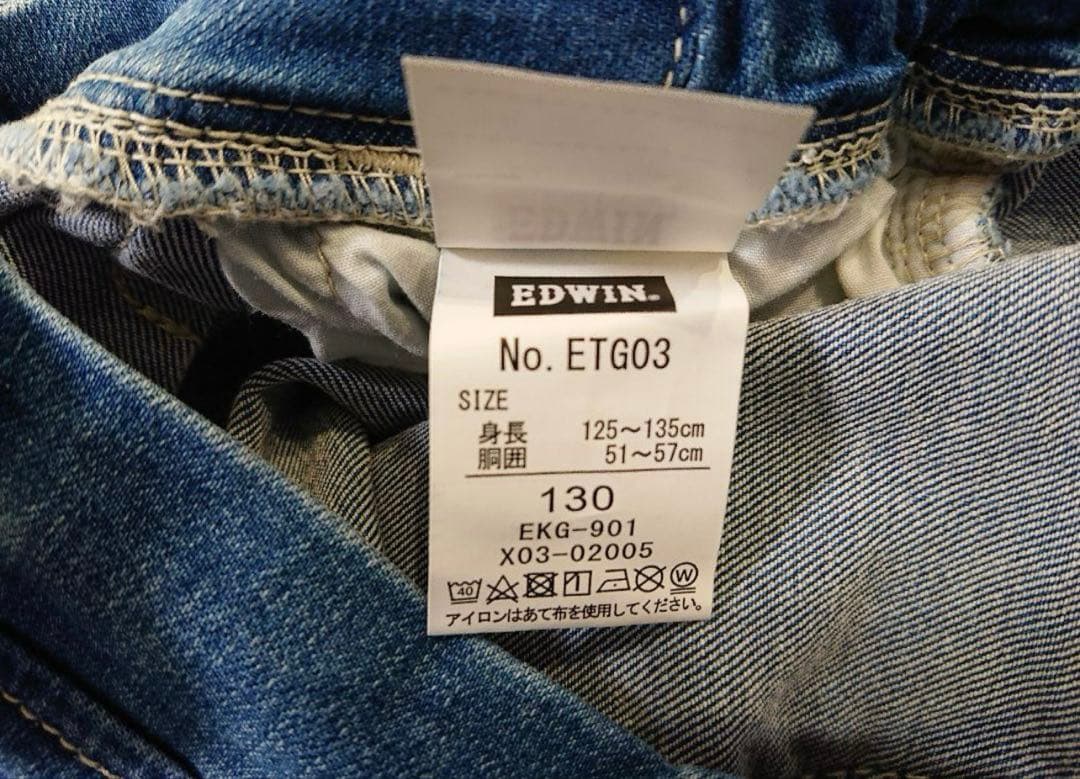 EDWIN
No. ETG03
SIZE
身長 125～135cm
胴囲 51～57cm
130
EKG-901
X03-02005
40 W
アイロンはあて布を使用してください。